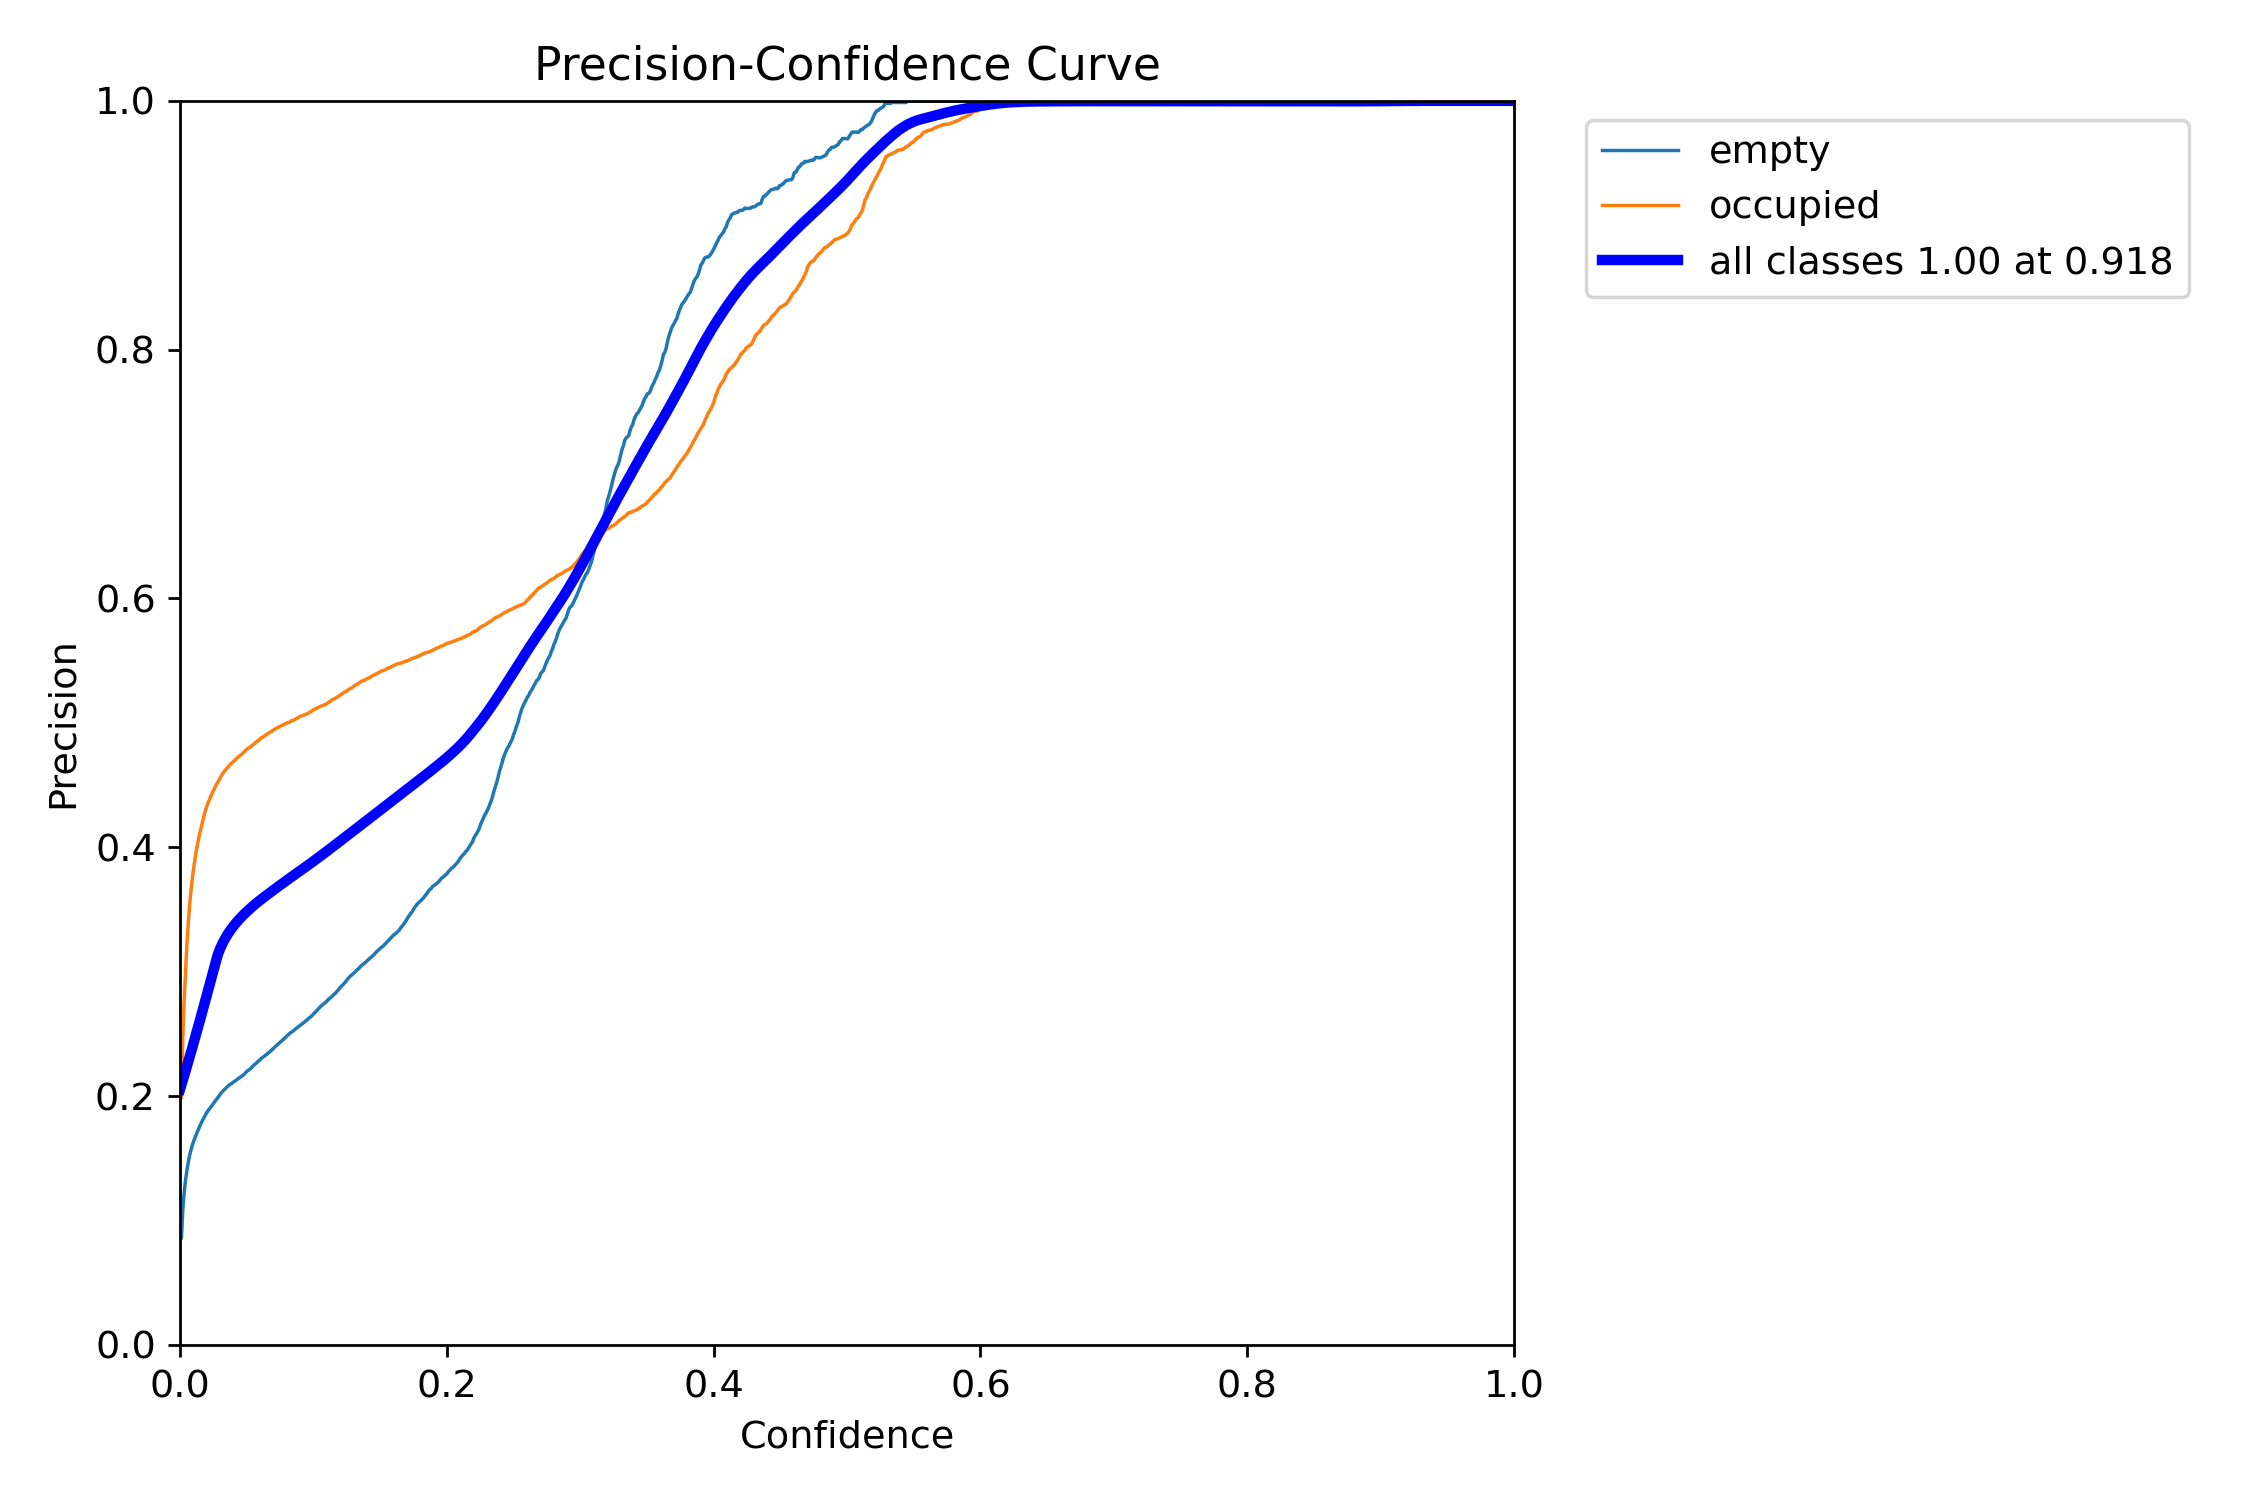 Precision-Confidence Curve
1.0
0.8
0.6
0.4
0.2
0.0
Precision
0.0 0.2 0.4 0.6 0.8 1.0
Confidence
empty
occupied
all classes 1.00 at 0.918